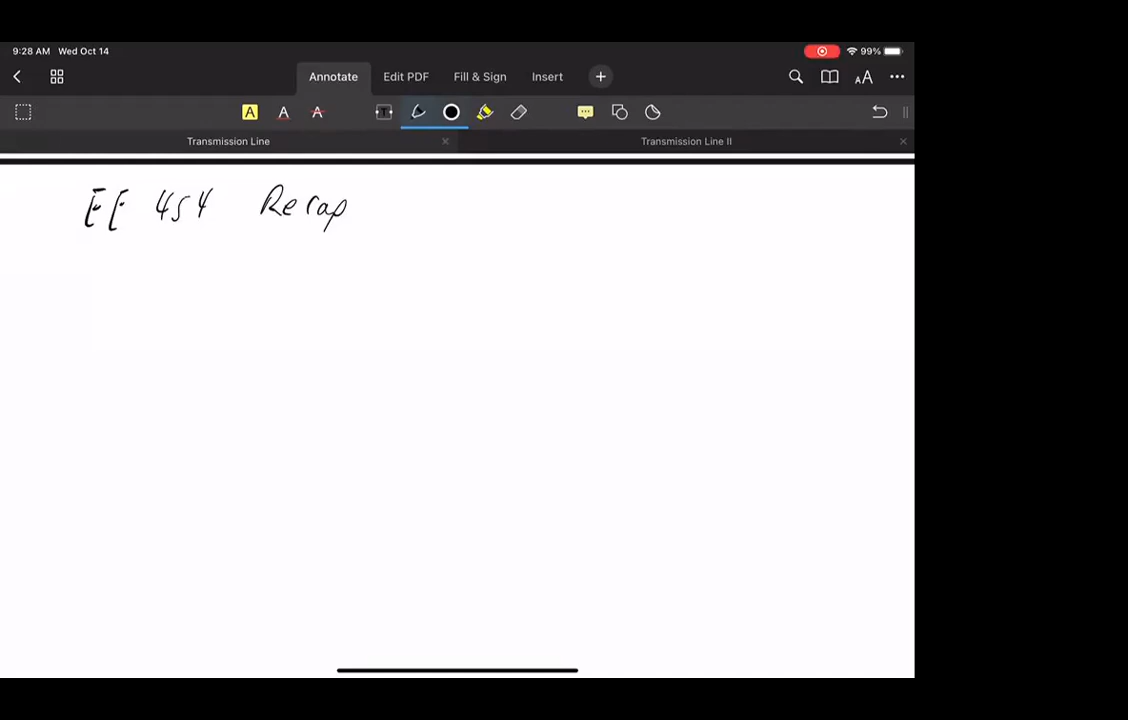 9:28 AM Wed Oct 14 99%
Annotate Edit PDF Fill & Sign Insert
A A A T AA
Transmission Line Transmission Line II
EE 454 Recap